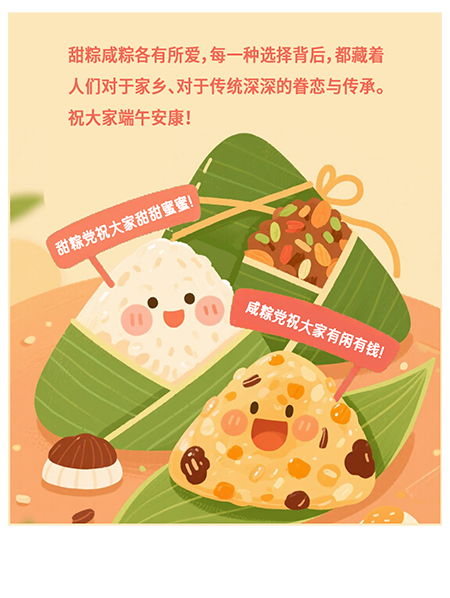 甜粽咸粽各有所爱，每一种选择背后，都藏着
人们对于家乡、对于传统深深的眷恋与传承。
祝大家端午安康！
甜粽党祝大家甜甜蜜蜜！
咸粽党祝大家有闲有钱！